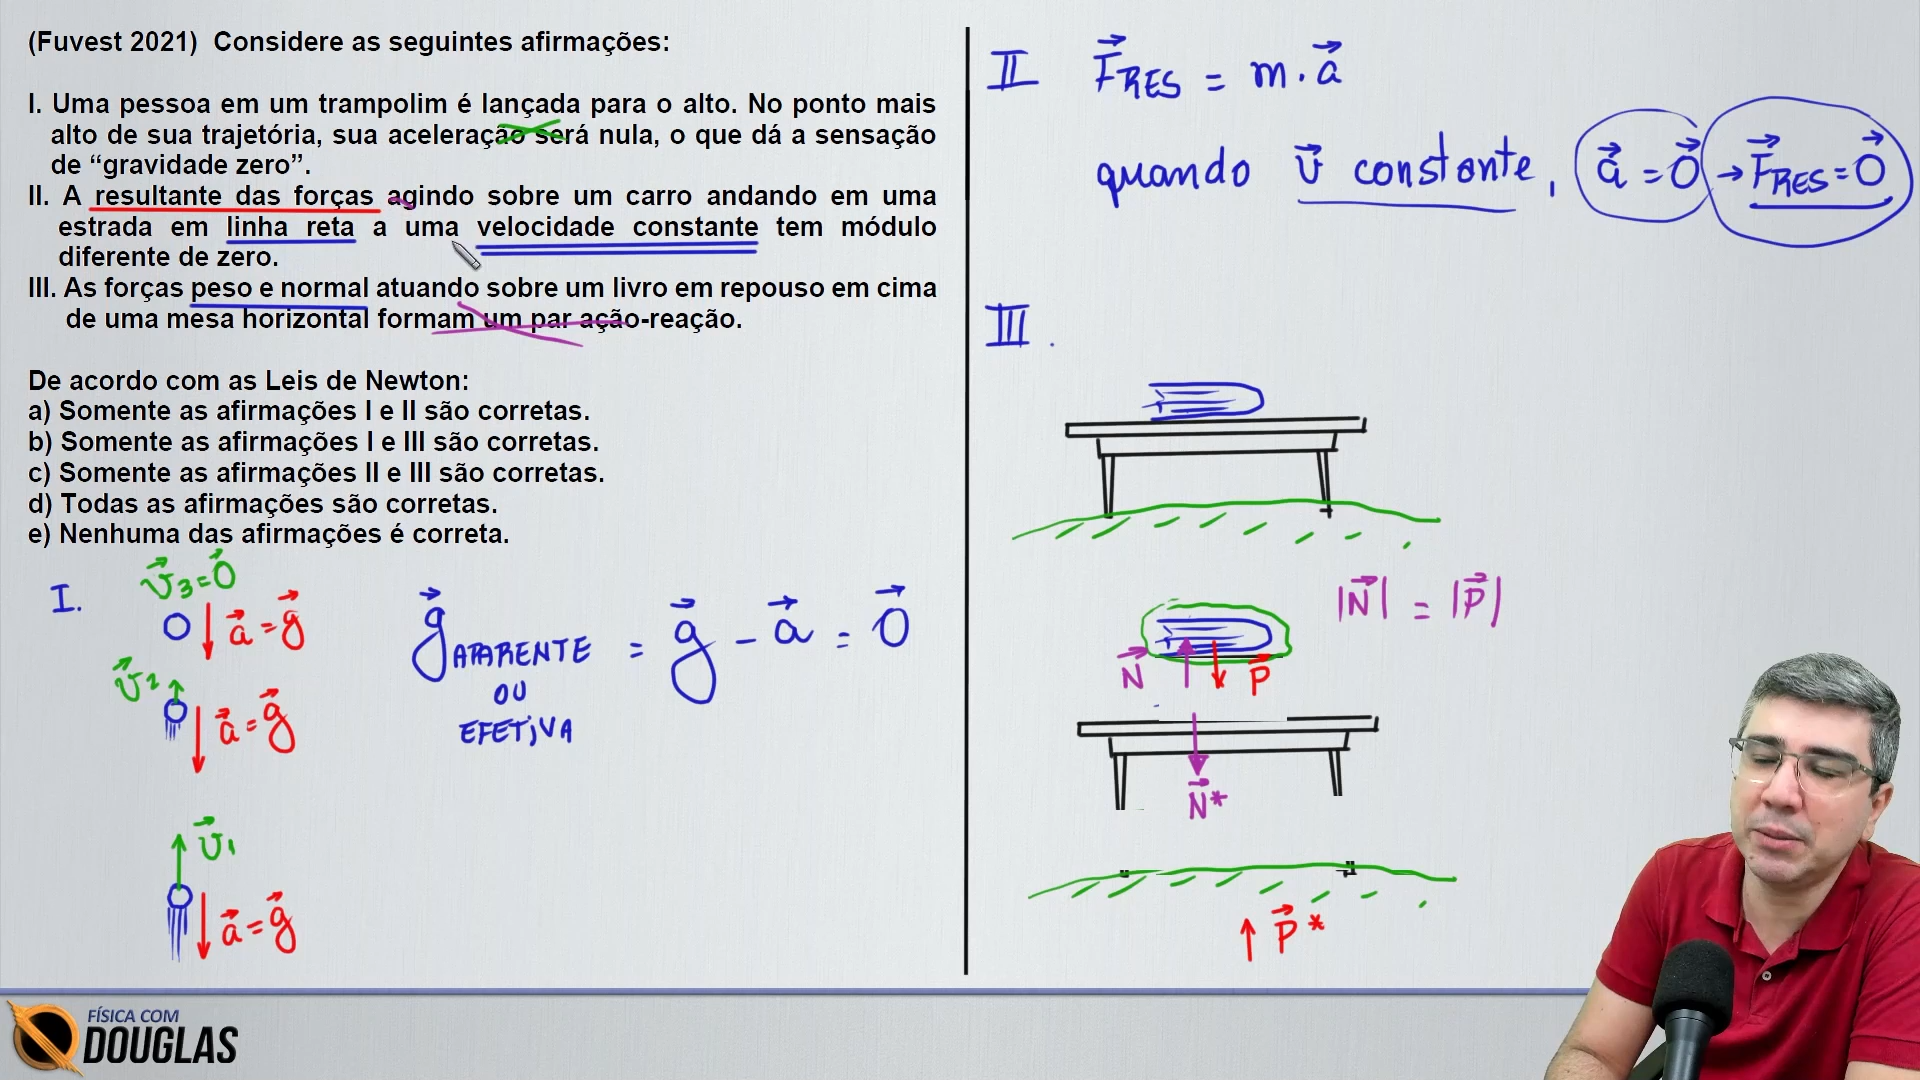 (Fuvest 2021) Considere as seguintes afirmações:
I. Uma pessoa em um trampolim é lançada para o alto. No ponto mais
alto de sua trajetória, sua aceleração será nula, o que dá a sensação
de “gravidade zero”.
II. A resultante das forças agindo sobre um carro andando em uma
estrada em linha reta a uma velocidade constante tem módulo
diferente de zero.
III. As forças peso e normal atuando sobre um livro em repouso em cima
de uma mesa horizontal formam um par ação-reação.
De acordo com as Leis de Newton:
a) Somente as afirmações I e II são corretas.
b) Somente as afirmações I e III são corretas.
c) Somente as afirmações II e III são corretas.
d) Todas as afirmações são corretas.
e) Nenhuma das afirmações é correta.
I.
v⃗3=0⃗
a⃗=g⃗
v⃗2
a⃗=g⃗
v⃗1
a⃗=g⃗
g⃗ APARENTE = g⃗ - a⃗ = 0⃗
OU
EFETIVA
II F⃗RES = m.a⃗
quando v⃗ constante, a⃗=0⃗ → F⃗RES=0⃗
III.
|N⃗| = |P⃗|
N⃗ P⃗
N⃗*
P⃗*
FÍSICA COM
DOUGLAS